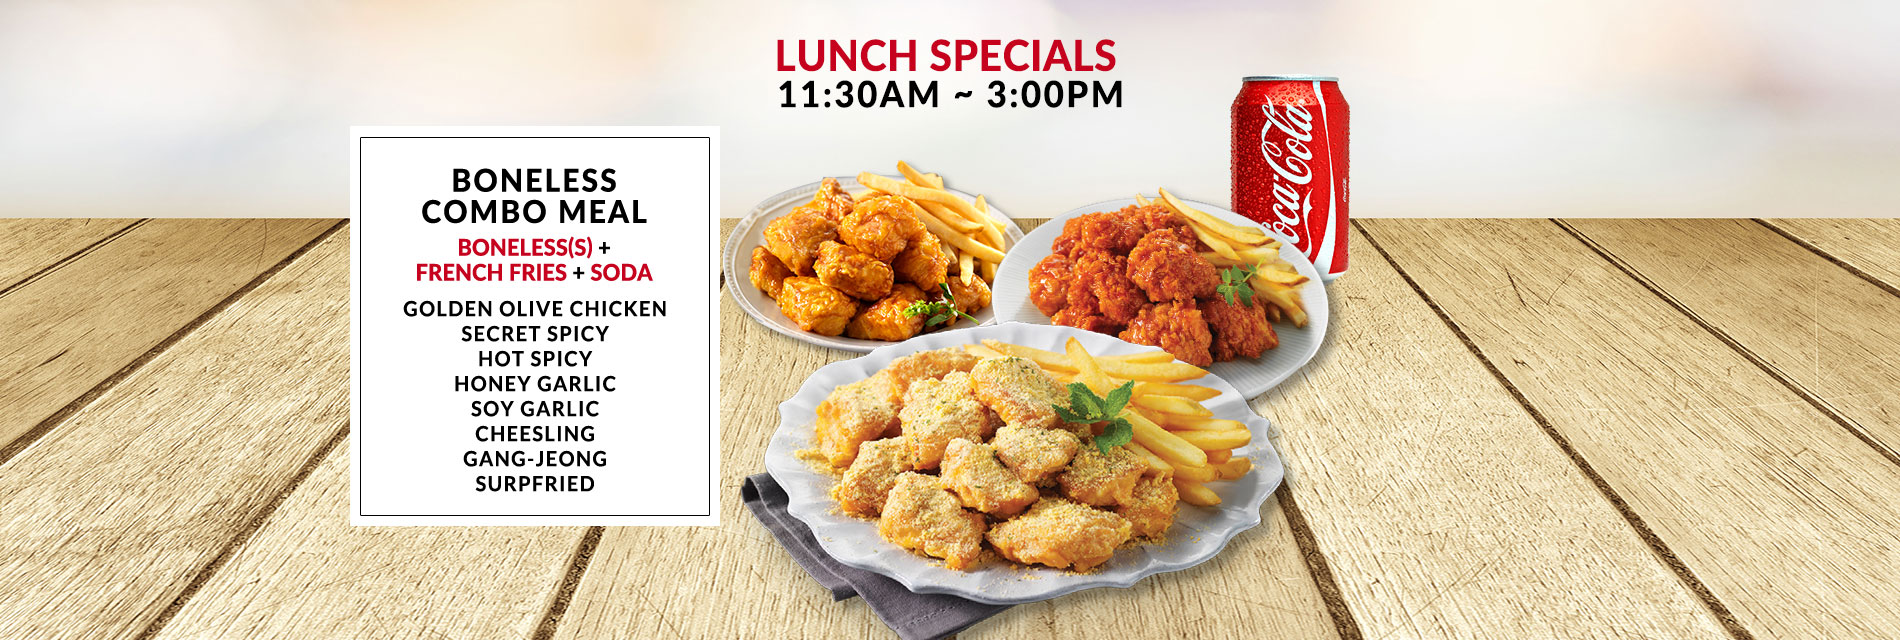 LUNCH SPECIALS
11:30AM ~ 3:00PM
BONELESS
COMBO MEAL
BONELESS(S) +
FRENCH FRIES + SODA
GOLDEN OLIVE CHICKEN
SECRET SPICY
HOT SPICY
HONEY GARLIC
SOY GARLIC
CHEESLING
GANG-JEONG
SURPFRIED
Coca-Cola